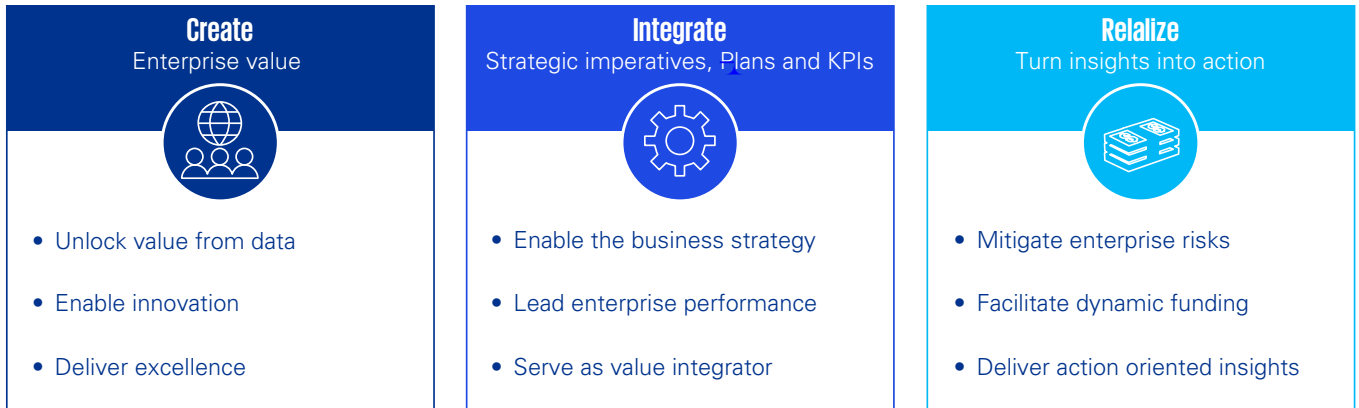 Create
Enterprise value
• Unlock value from data
• Enable innovation
• Deliver excellence
Integrate
Strategic imperatives, Plans and KPIs
• Enable the business strategy
• Lead enterprise performance
• Serve as value integrator
Relalize
Turn insights into action
• Mitigate enterprise risks
• Facilitate dynamic funding
• Deliver action oriented insights